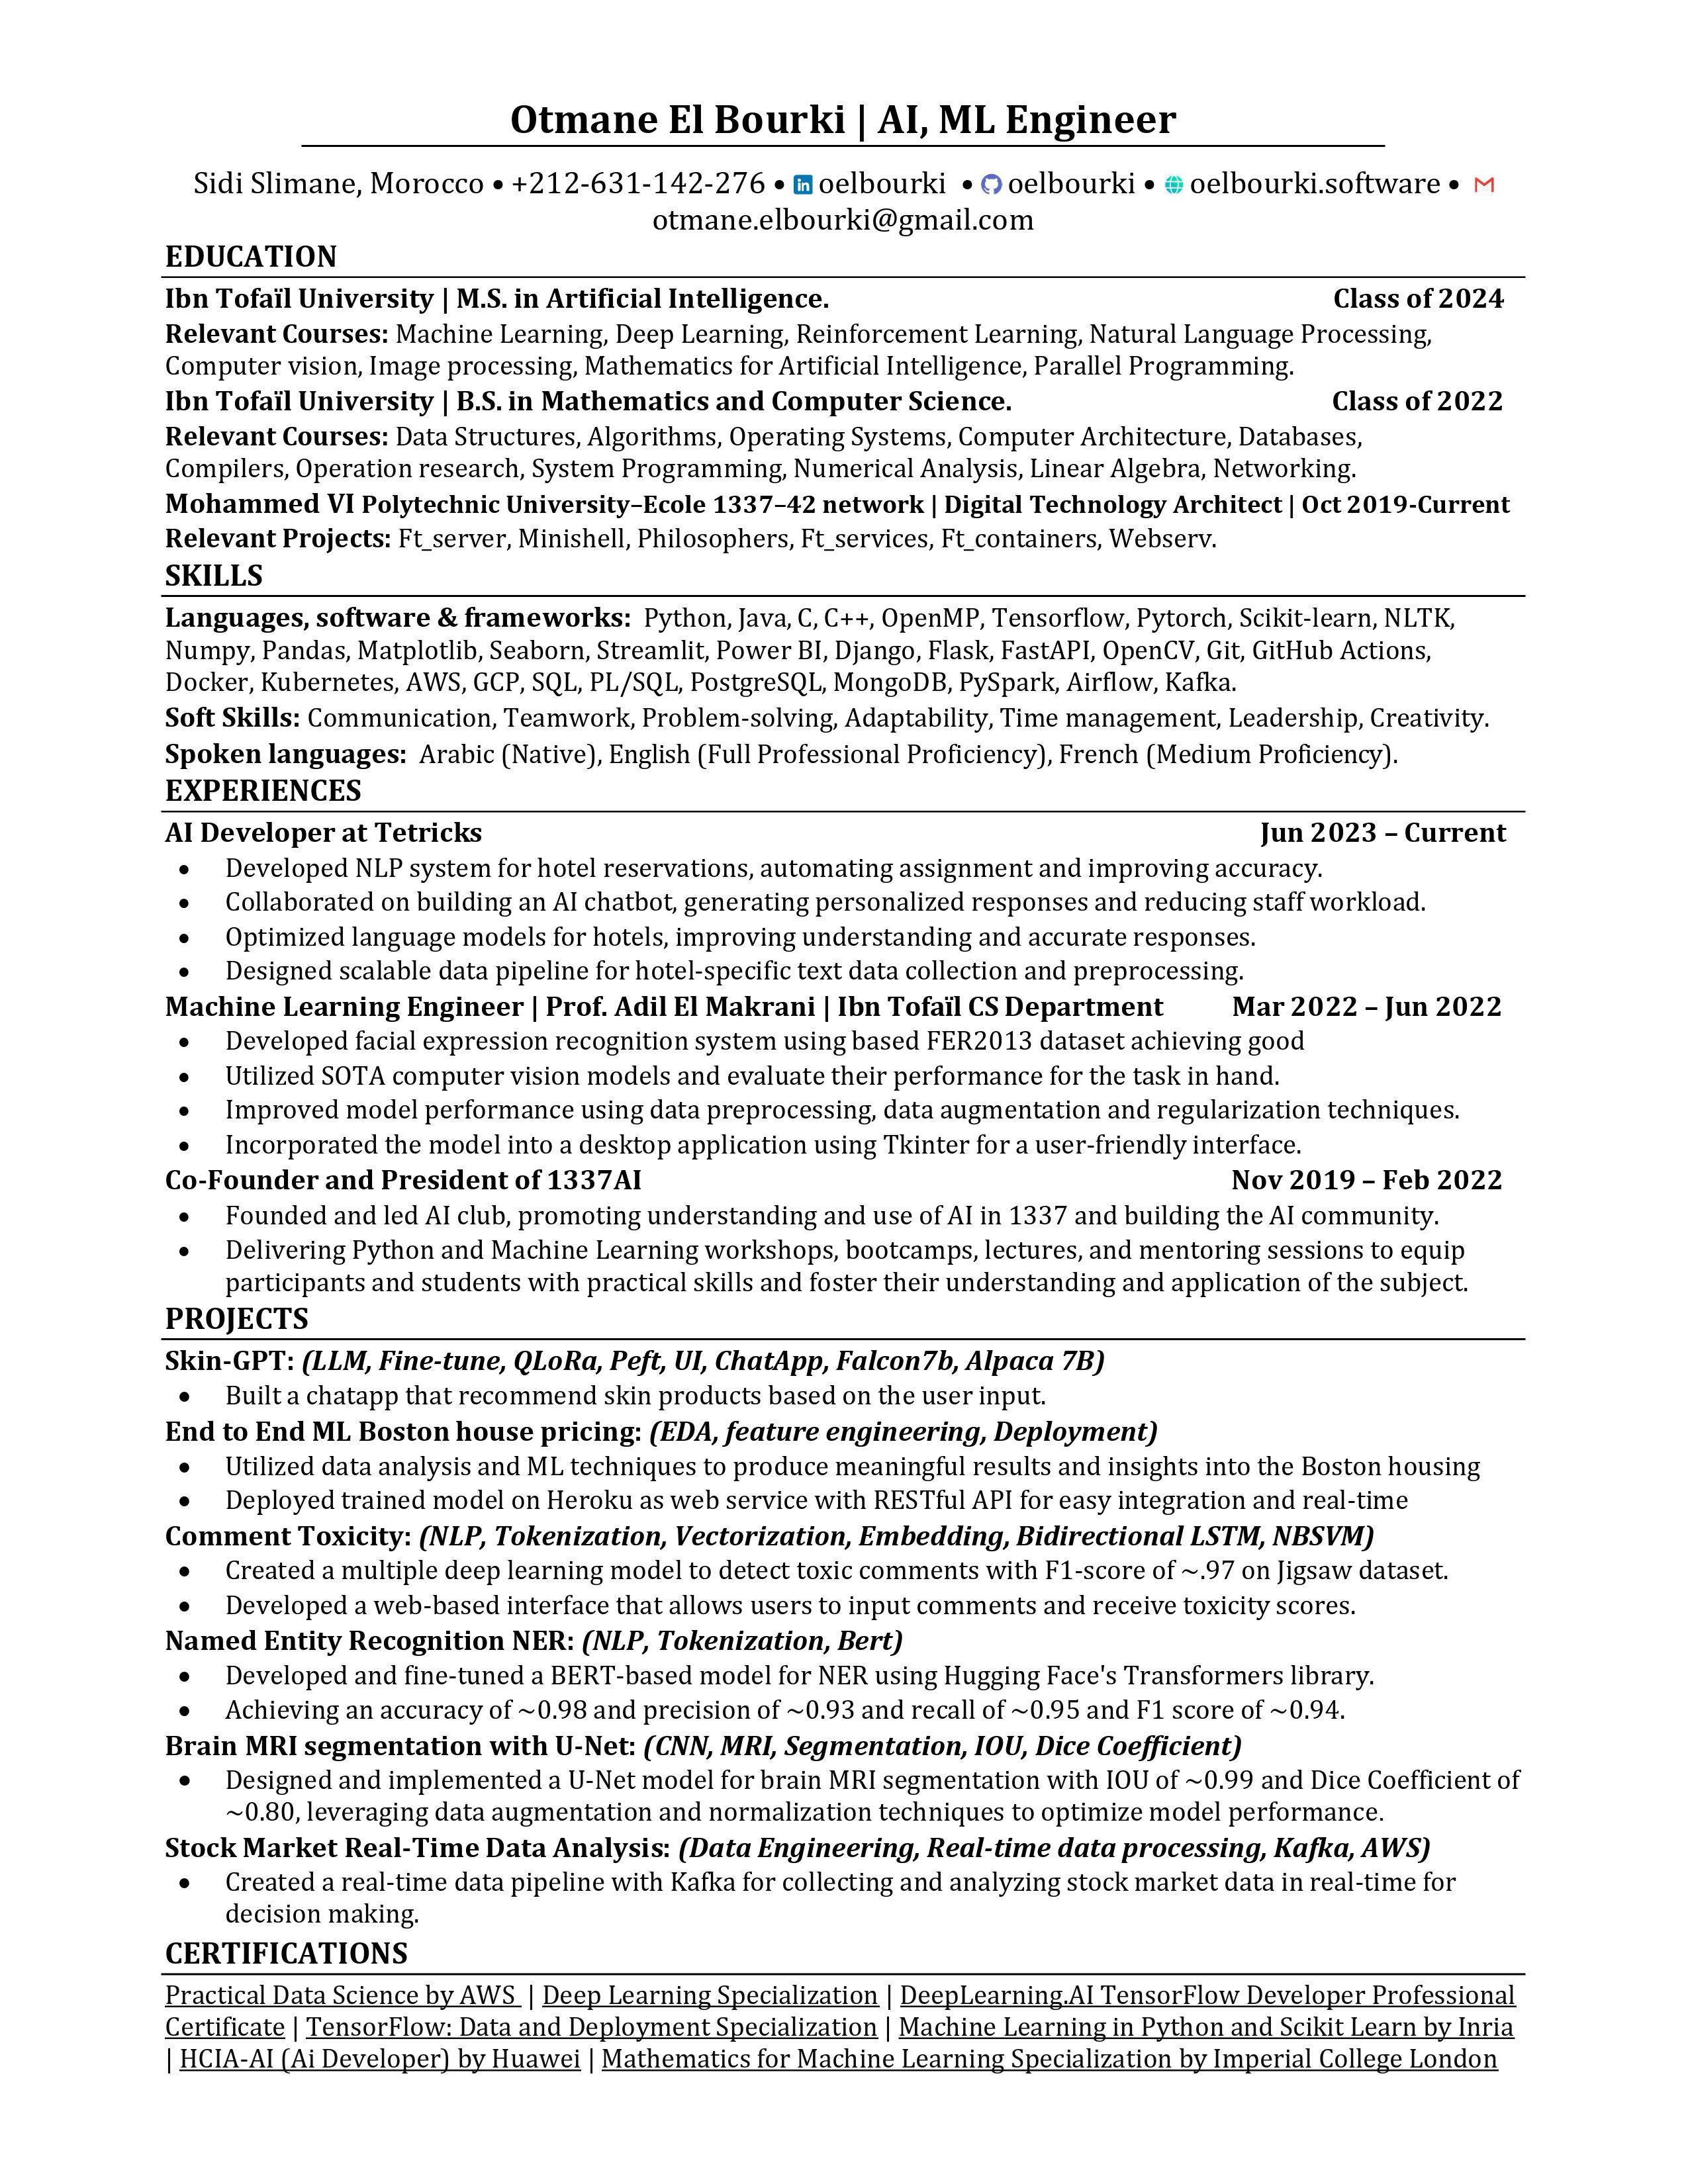 Otmane El Bourki | AI, ML Engineer
Sidi Slimane, Morocco • +212-631-142-276 • oelbourki • oelbourki • oelbourki.software •
otmane.elbourki@gmail.com
EDUCATION
Ibn Tofaïl University | M.S. in Artificial Intelligence. Class of 2024
Relevant Courses: Machine Learning, Deep Learning, Reinforcement Learning, Natural Language Processing,
Computer vision, Image processing, Mathematics for Artificial Intelligence, Parallel Programming.
Ibn Tofaïl University | B.S. in Mathematics and Computer Science. Class of 2022
Relevant Courses: Data Structures, Algorithms, Operating Systems, Computer Architecture, Databases,
Compilers, Operation research, System Programming, Numerical Analysis, Linear Algebra, Networking.
Mohammed VI Polytechnic University–Ecole 1337–42 network | Digital Technology Architect | Oct 2019-Current
Relevant Projects: Ft_server, Minishell, Philosophers, Ft_services, Ft_containers, Webserv.
SKILLS
Languages, software & frameworks: Python, Java, C, C++, OpenMP, Tensorflow, Pytorch, Scikit-learn, NLTK,
Numpy, Pandas, Matplotlib, Seaborn, Streamlit, Power BI, Django, Flask, FastAPI, OpenCV, Git, GitHub Actions,
Docker, Kubernetes, AWS, GCP, SQL, PL/SQL, PostgreSQL, MongoDB, PySpark, Airflow, Kafka.
Soft Skills: Communication, Teamwork, Problem-solving, Adaptability, Time management, Leadership, Creativity.
Spoken languages: Arabic (Native), English (Full Professional Proficiency), French (Medium Proficiency).
EXPERIENCES
AI Developer at Tetricks Jun 2023 – Current
• Developed NLP system for hotel reservations, automating assignment and improving accuracy.
• Collaborated on building an AI chatbot, generating personalized responses and reducing staff workload.
• Optimized language models for hotels, improving understanding and accurate responses.
• Designed scalable data pipeline for hotel-specific text data collection and preprocessing.
Machine Learning Engineer | Prof. Adil El Makrani | Ibn Tofaïl CS Department Mar 2022 – Jun 2022
• Developed facial expression recognition system using based FER2013 dataset achieving good
• Utilized SOTA computer vision models and evaluate their performance for the task in hand.
• Improved model performance using data preprocessing, data augmentation and regularization techniques.
• Incorporated the model into a desktop application using Tkinter for a user-friendly interface.
Co-Founder and President of 1337AI Nov 2019 – Feb 2022
• Founded and led AI club, promoting understanding and use of AI in 1337 and building the AI community.
• Delivering Python and Machine Learning workshops, bootcamps, lectures, and mentoring sessions to equip
participants and students with practical skills and foster their understanding and application of the subject.
PROJECTS
Skin-GPT: (LLM, Fine-tune, QLoRa, Peft, UI, ChatApp, Falcon7b, Alpaca 7B)
• Built a chatapp that recommend skin products based on the user input.
End to End ML Boston house pricing: (EDA, feature engineering, Deployment)
• Utilized data analysis and ML techniques to produce meaningful results and insights into the Boston housing
• Deployed trained model on Heroku as web service with RESTful API for easy integration and real-time
Comment Toxicity: (NLP, Tokenization, Vectorization, Embedding, Bidirectional LSTM, NBSVM)
• Created a multiple deep learning model to detect toxic comments with F1-score of ~.97 on Jigsaw dataset.
• Developed a web-based interface that allows users to input comments and receive toxicity scores.
Named Entity Recognition NER: (NLP, Tokenization, Bert)
• Developed and fine-tuned a BERT-based model for NER using Hugging Face's Transformers library.
• Achieving an accuracy of ~0.98 and precision of ~0.93 and recall of ~0.95 and F1 score of ~0.94.
Brain MRI segmentation with U-Net: (CNN, MRI, Segmentation, IOU, Dice Coefficient)
• Designed and implemented a U-Net model for brain MRI segmentation with IOU of ~0.99 and Dice Coefficient of
~0.80, leveraging data augmentation and normalization techniques to optimize model performance.
Stock Market Real-Time Data Analysis: (Data Engineering, Real-time data processing, Kafka, AWS)
• Created a real-time data pipeline with Kafka for collecting and analyzing stock market data in real-time for
decision making.
CERTIFICATIONS
Practical Data Science by AWS | Deep Learning Specialization | DeepLearning.AI TensorFlow Developer Professional
Certificate | TensorFlow: Data and Deployment Specialization | Machine Learning in Python and Scikit Learn by Inria
| HCIA-AI (Ai Developer) by Huawei | Mathematics for Machine Learning Specialization by Imperial College London